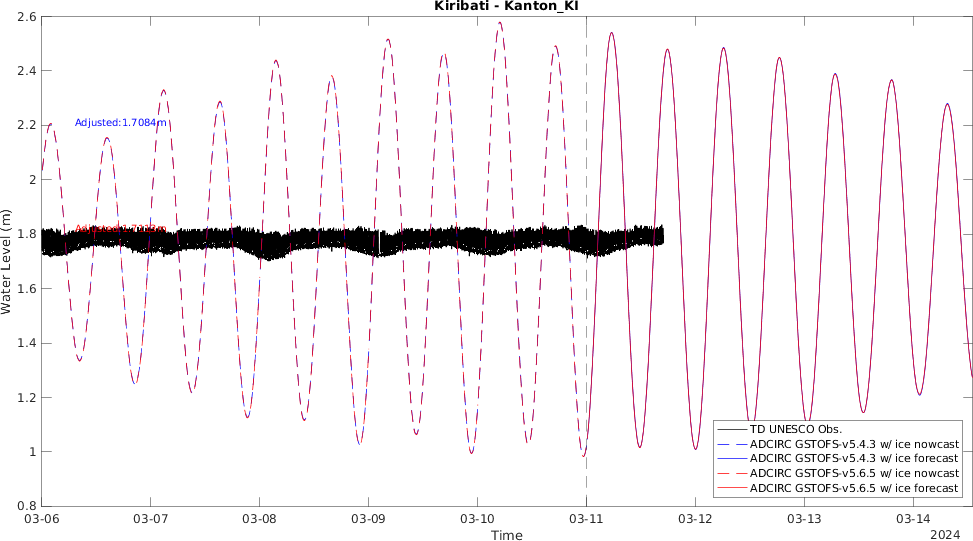 Kiribati - Kanton_KI
Water Level (m)
2.6
2.4
2.2
2
1.8
1.6
1.4
1.2
1
0.8
Adjusted:1.7084m
03-06
03-07
03-08
03-09
03-10
03-11
03-12
03-13
03-14
Time
2024
TD UNESCO Obs.
ADCIRC GSTOFS-v5.4.3 w/ ice nowcast
ADCIRC GSTOFS-v5.4.3 w/ ice forecast
ADCIRC GSTOFS-v5.6.5 w/ ice nowcast
ADCIRC GSTOFS-v5.6.5 w/ ice forecast